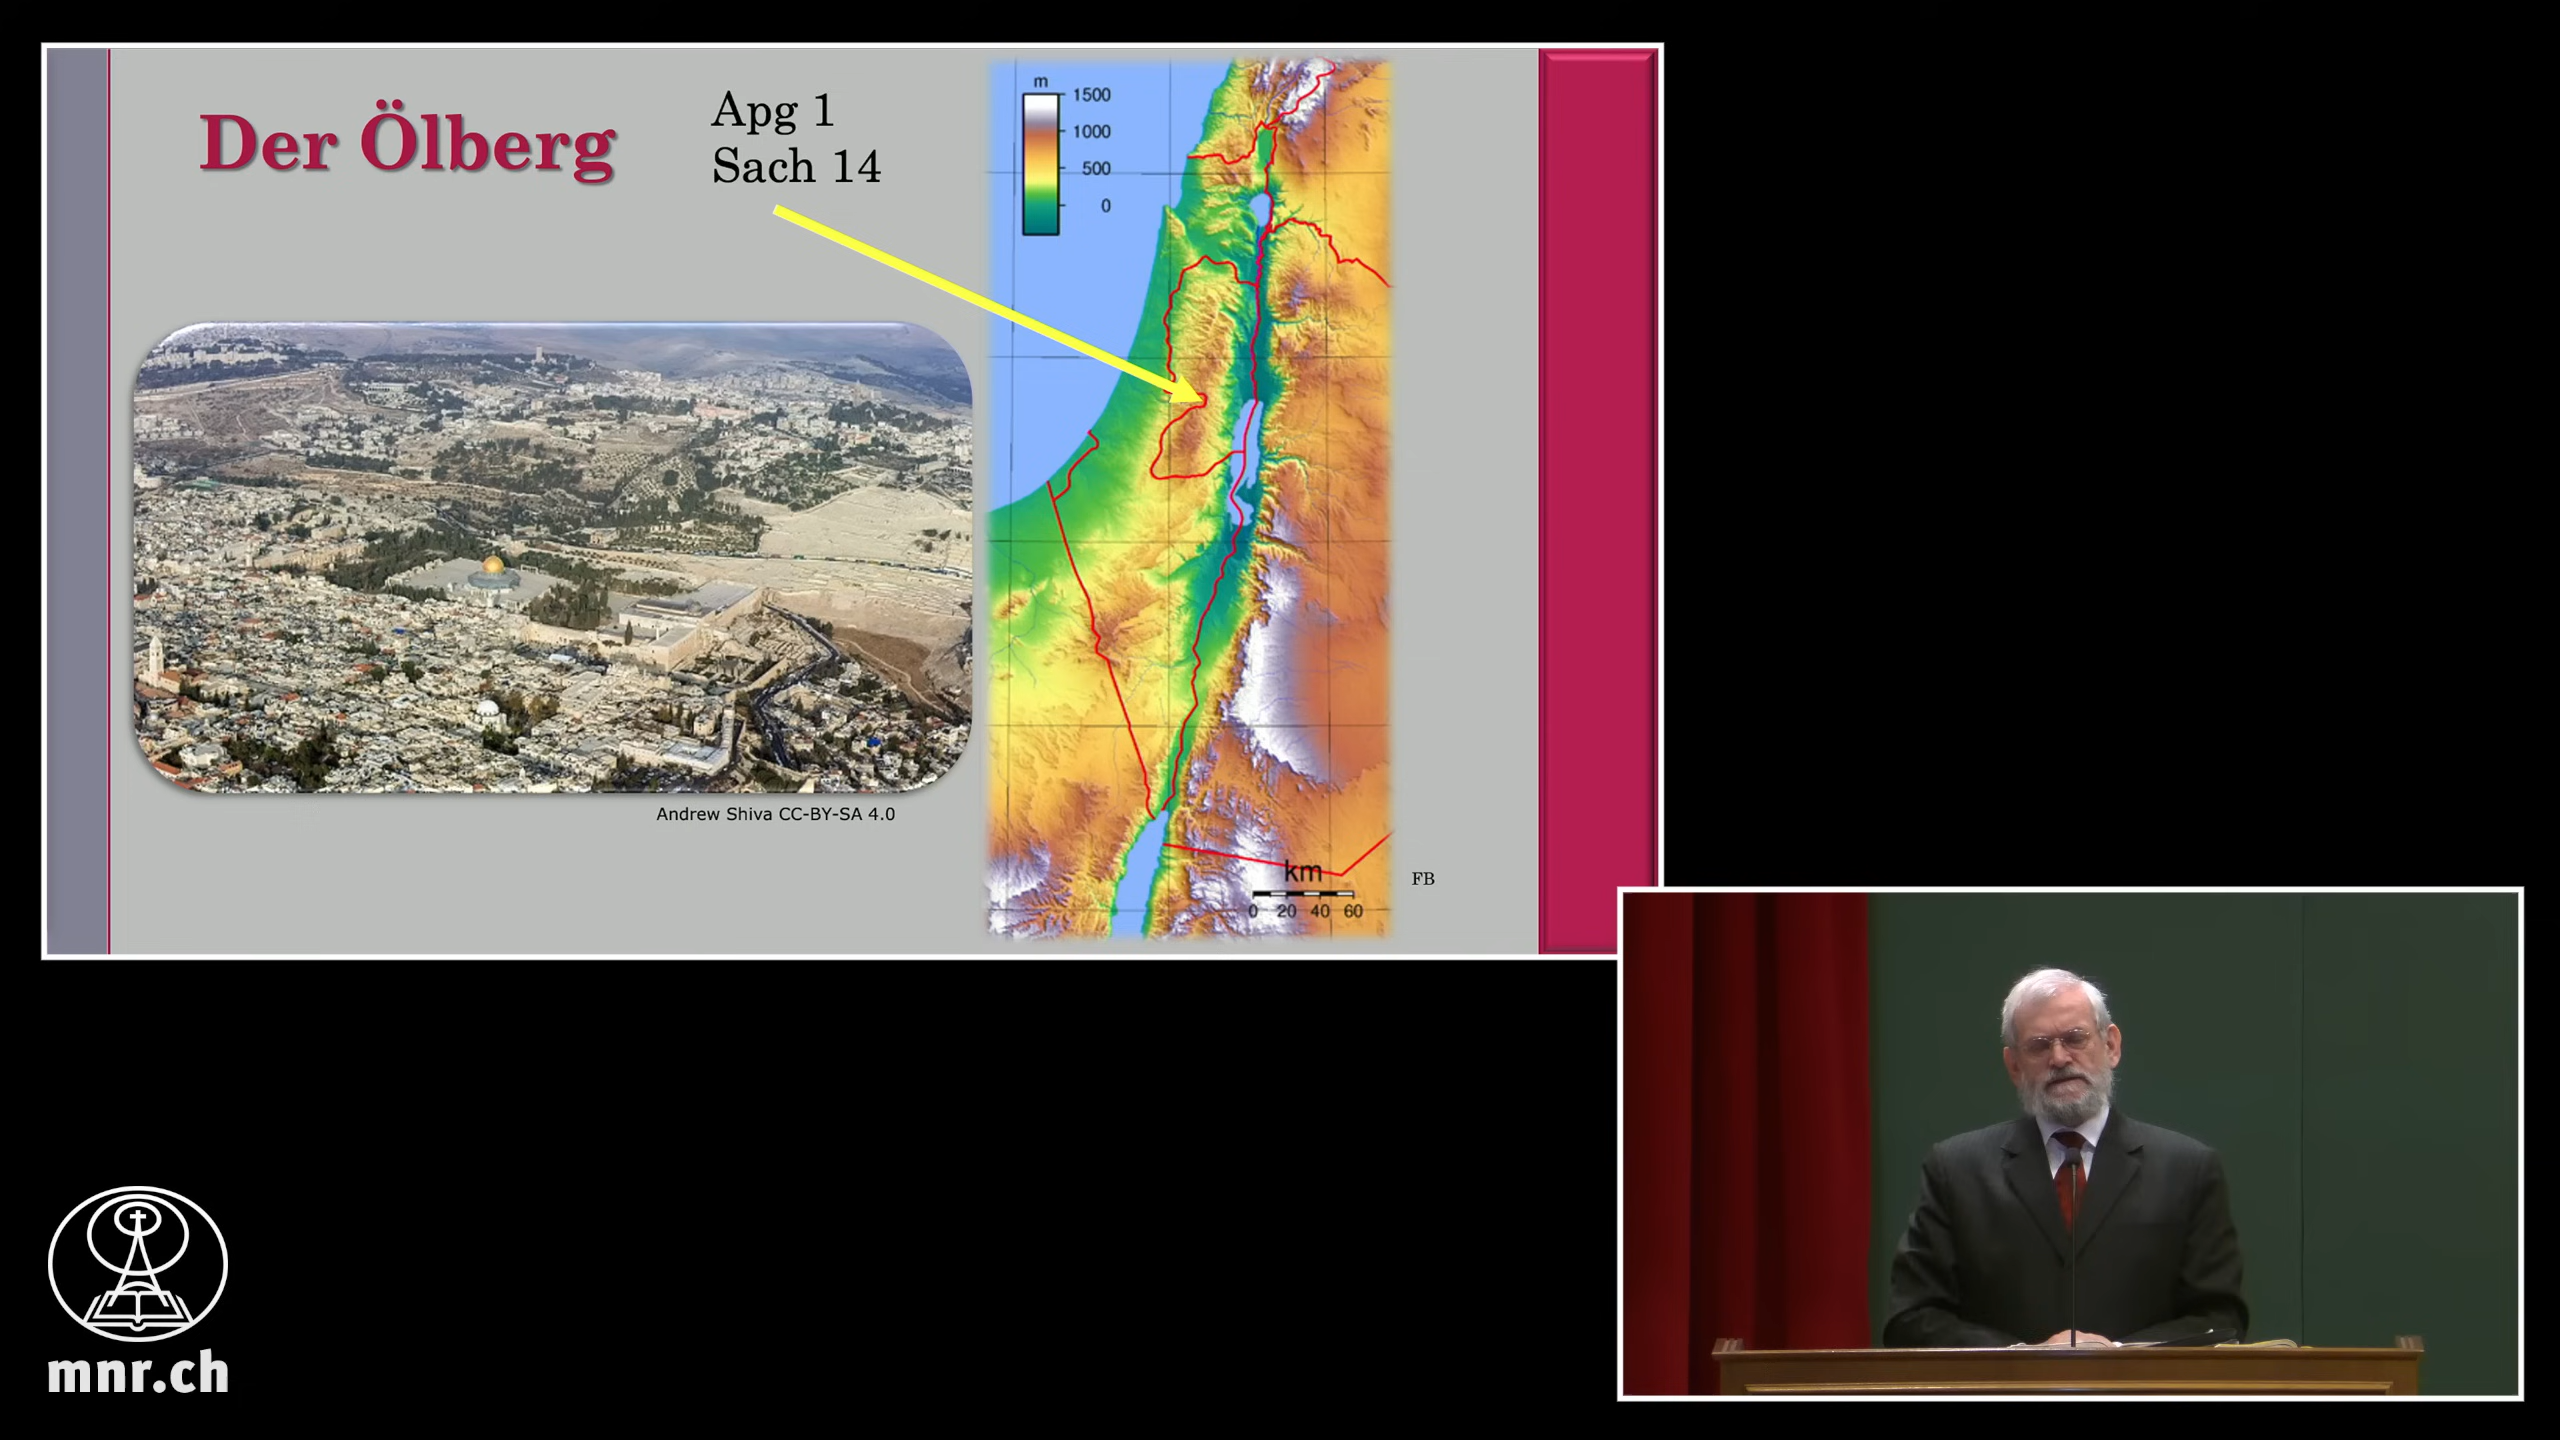 Der Ölberg
Apg 1
Sach 14
m
1500
1000
500
0
Andrew Shiva CC-BY-SA 4.0
km
0 20 40 60
FB
mnr.ch